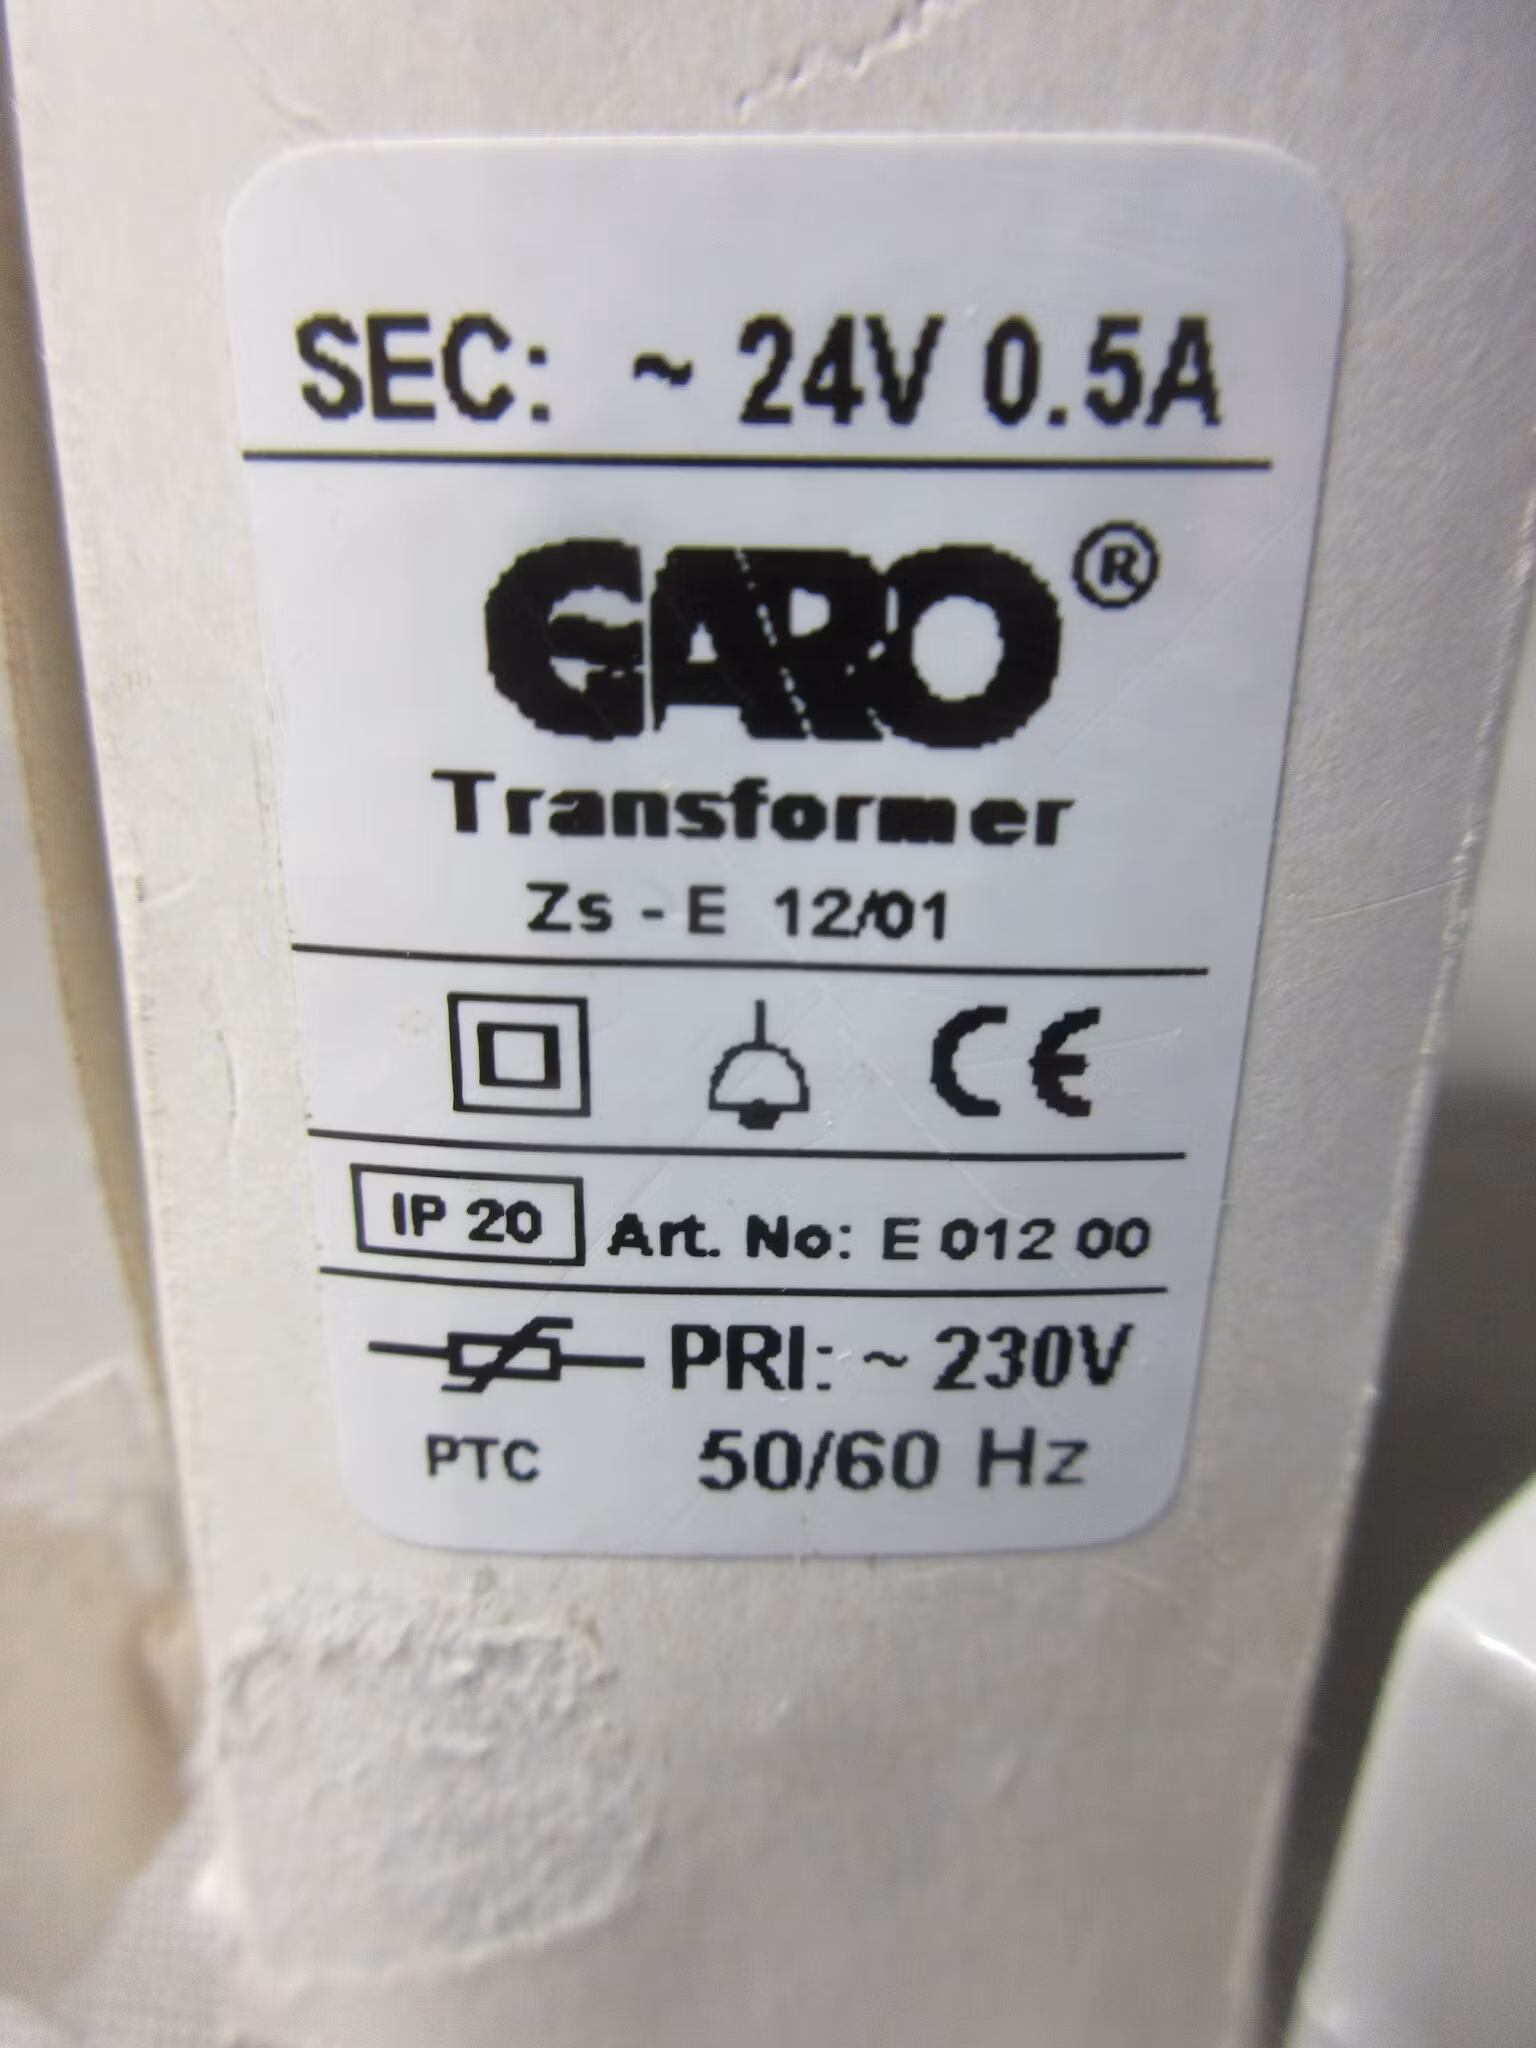 SEC: ~ 24V 0.5A
GARO®
Transformer
Zs - E 12/01
CE
IP 20 Art. No: E 012 00
PRI: ~ 230V
PTC 50/60 Hz